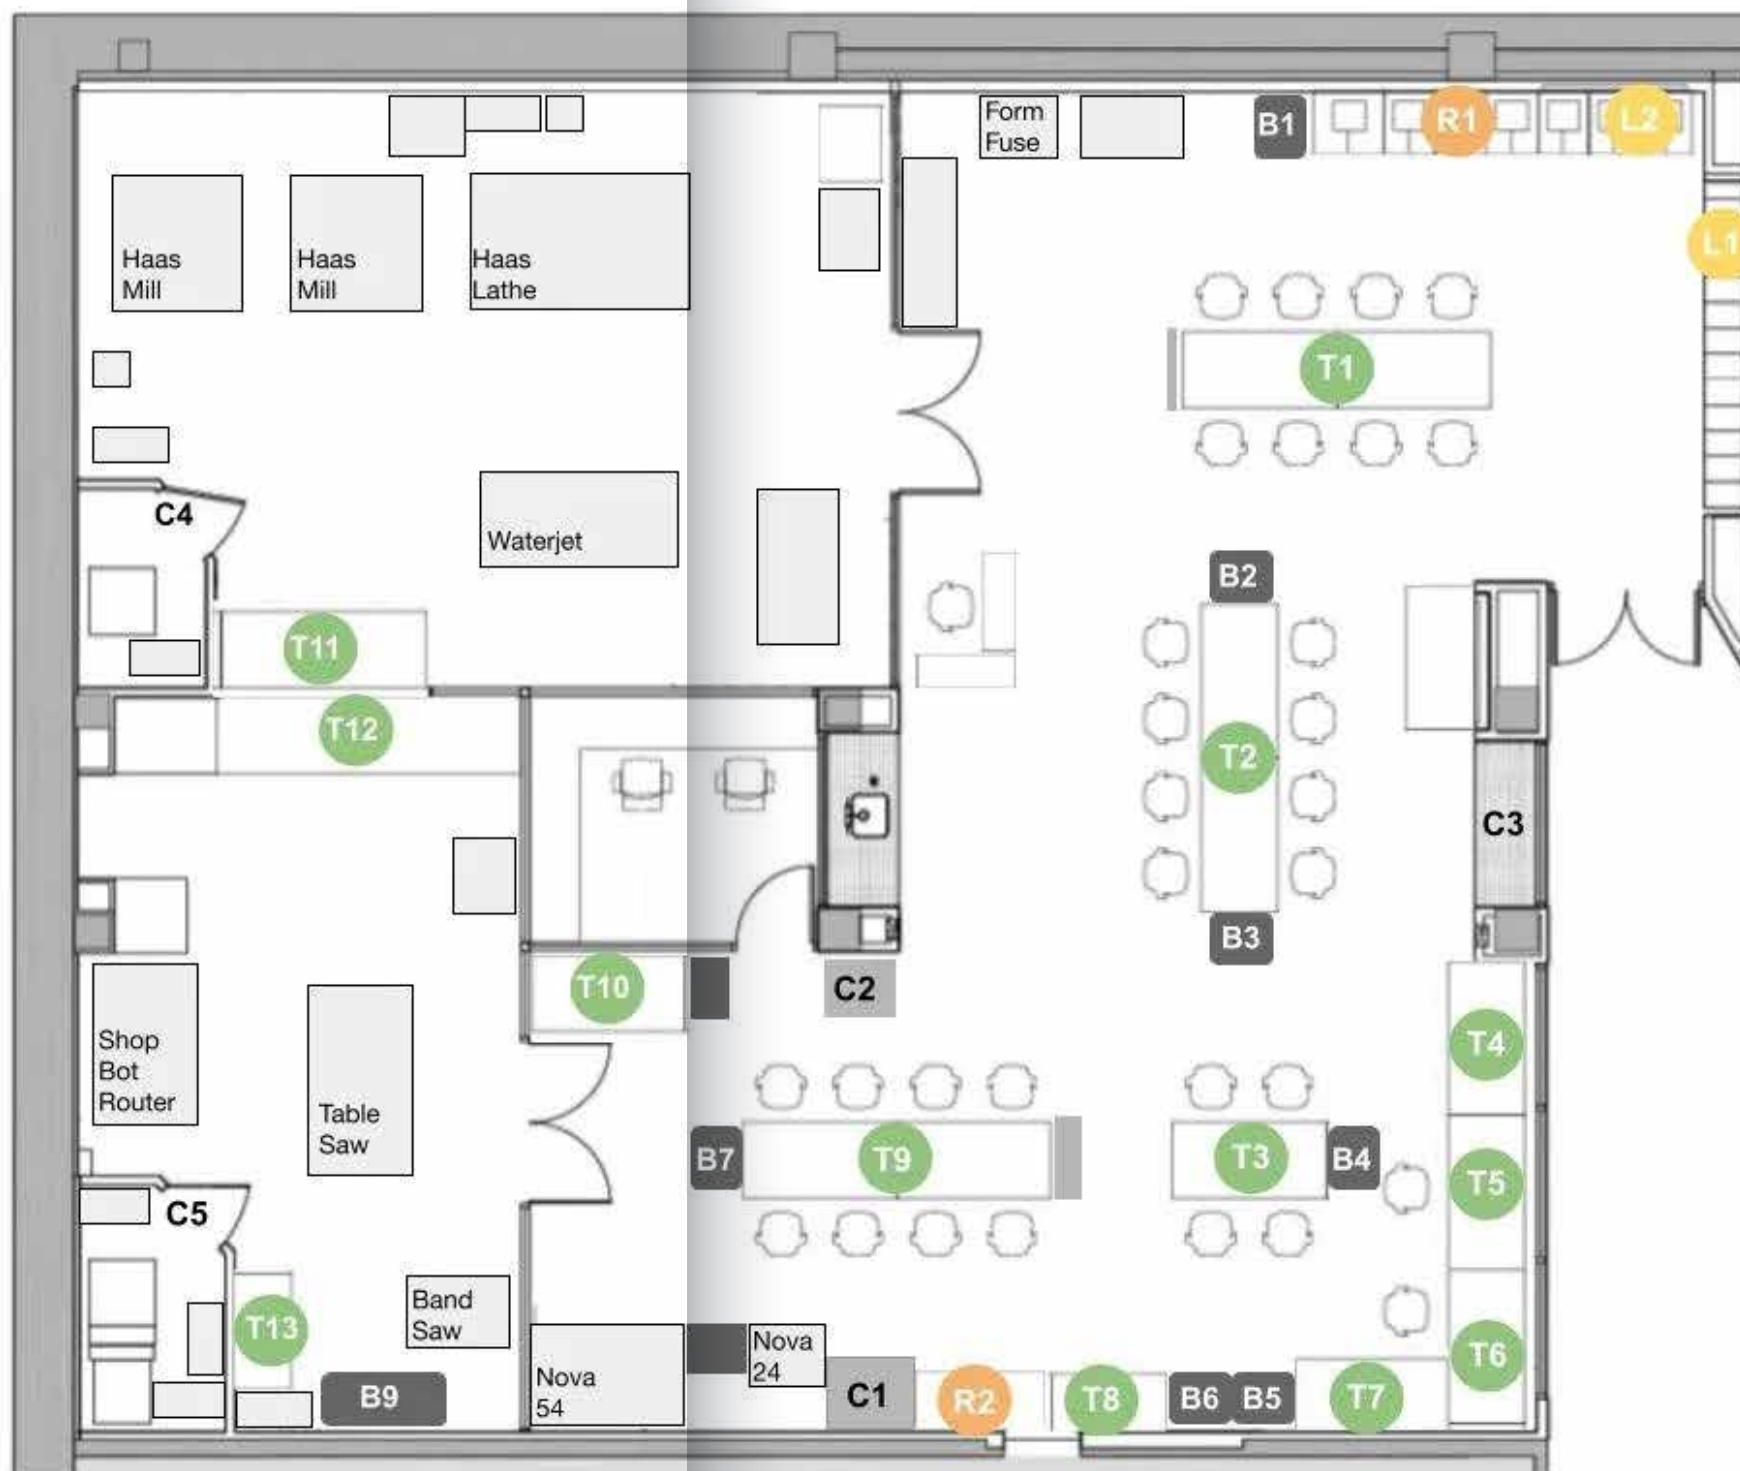 Form
Fuse
B1
R1
L2
L1
Haas
Mill
Haas
Mill
Haas
Lathe
T1
C4
Waterjet
B2
T11
T12
T2
C3
B3
T10
C2
Shop
Bot
Router
Table
Saw
T4
B7
T9
T3
B4
T5
C5
Band
Saw
T13
Nova
54
Nova
24
T6
B9
C1
R2
T8
B6
B5
T7